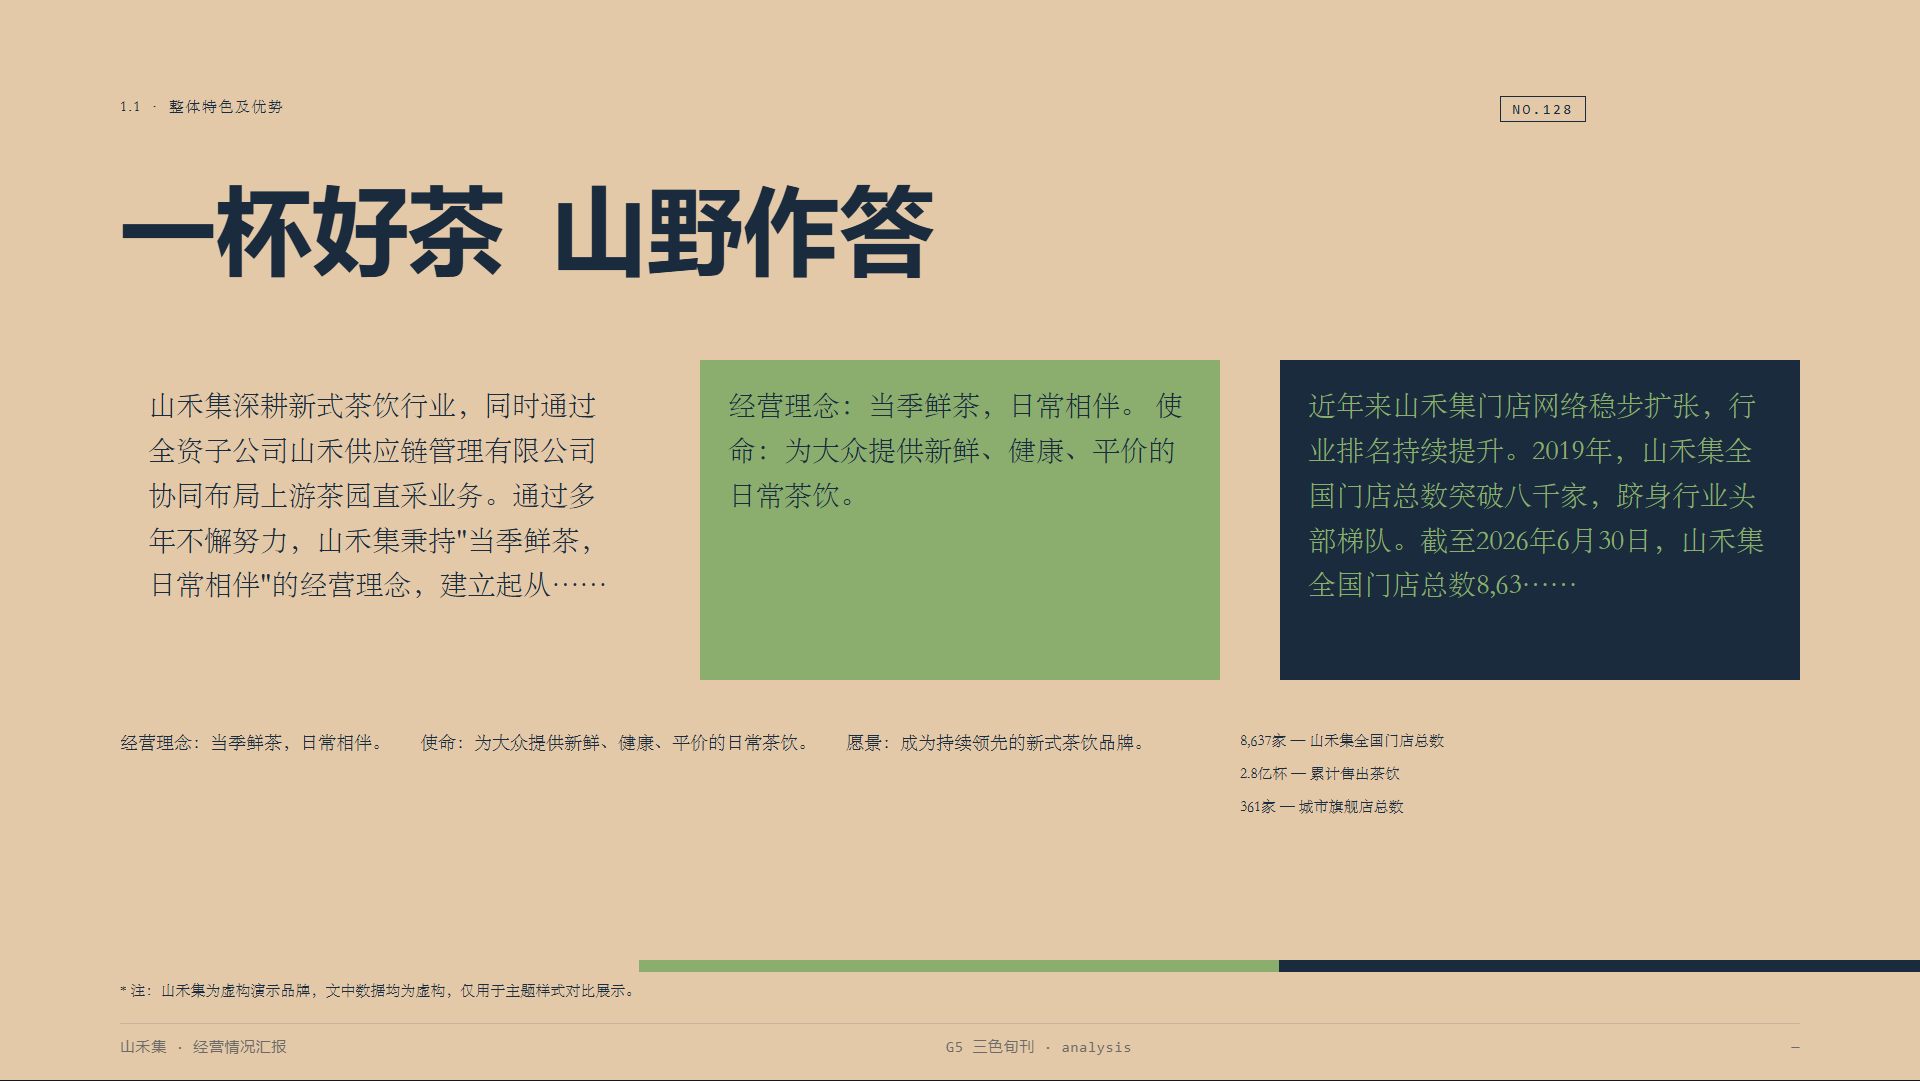 1.1 · 整体特色及优势
NO.128
一杯好茶 山野作答
山禾集深耕新式茶饮行业，同时通过
全资子公司山禾供应链管理有限公司
协同布局上游茶园直采业务。通过多
年不懈努力，山禾集秉持"当季鲜茶，
日常相伴"的经营理念，建立起从……
经营理念：当季鲜茶，日常相伴。 使
命：为大众提供新鲜、健康、平价的
日常茶饮。
近年来山禾集门店网络稳步扩张，行
业排名持续提升。2019年，山禾集全
国门店总数突破八千家，跻身行业头
部梯队。截至2026年6月30日，山禾集
全国门店总数8,63……
经营理念：当季鲜茶，日常相伴。 使命：为大众提供新鲜、健康、平价的日常茶饮。 愿景：成为持续领先的新式茶饮品牌。
8,637家 — 山禾集全国门店总数
2.8亿杯 — 累计售出茶饮
361家 — 城市旗舰店总数
* 注：山禾集为虚构演示品牌，文中数据均为虚构，仅用于主题样式对比展示。
山禾集 · 经营情况汇报
G5 三色旬刊 · analysis
—